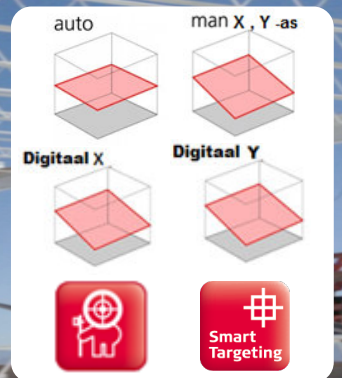 auto
man X , Y -as
Digitaal X
Digitaal Y
Smart
Targeting